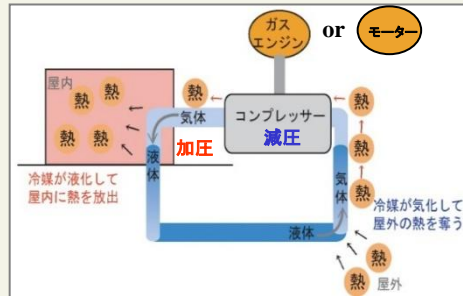 ガス
エンジン
or
モーター
屋内
熱
熱
熱
熱
熱
気体
コンプレッサー
減圧
加圧
熱
熱
熱
液体
気体
冷媒が液化して
屋内に熱を放出
冷媒が気化して
屋外の熱を奪う
液体
熱
熱
屋外